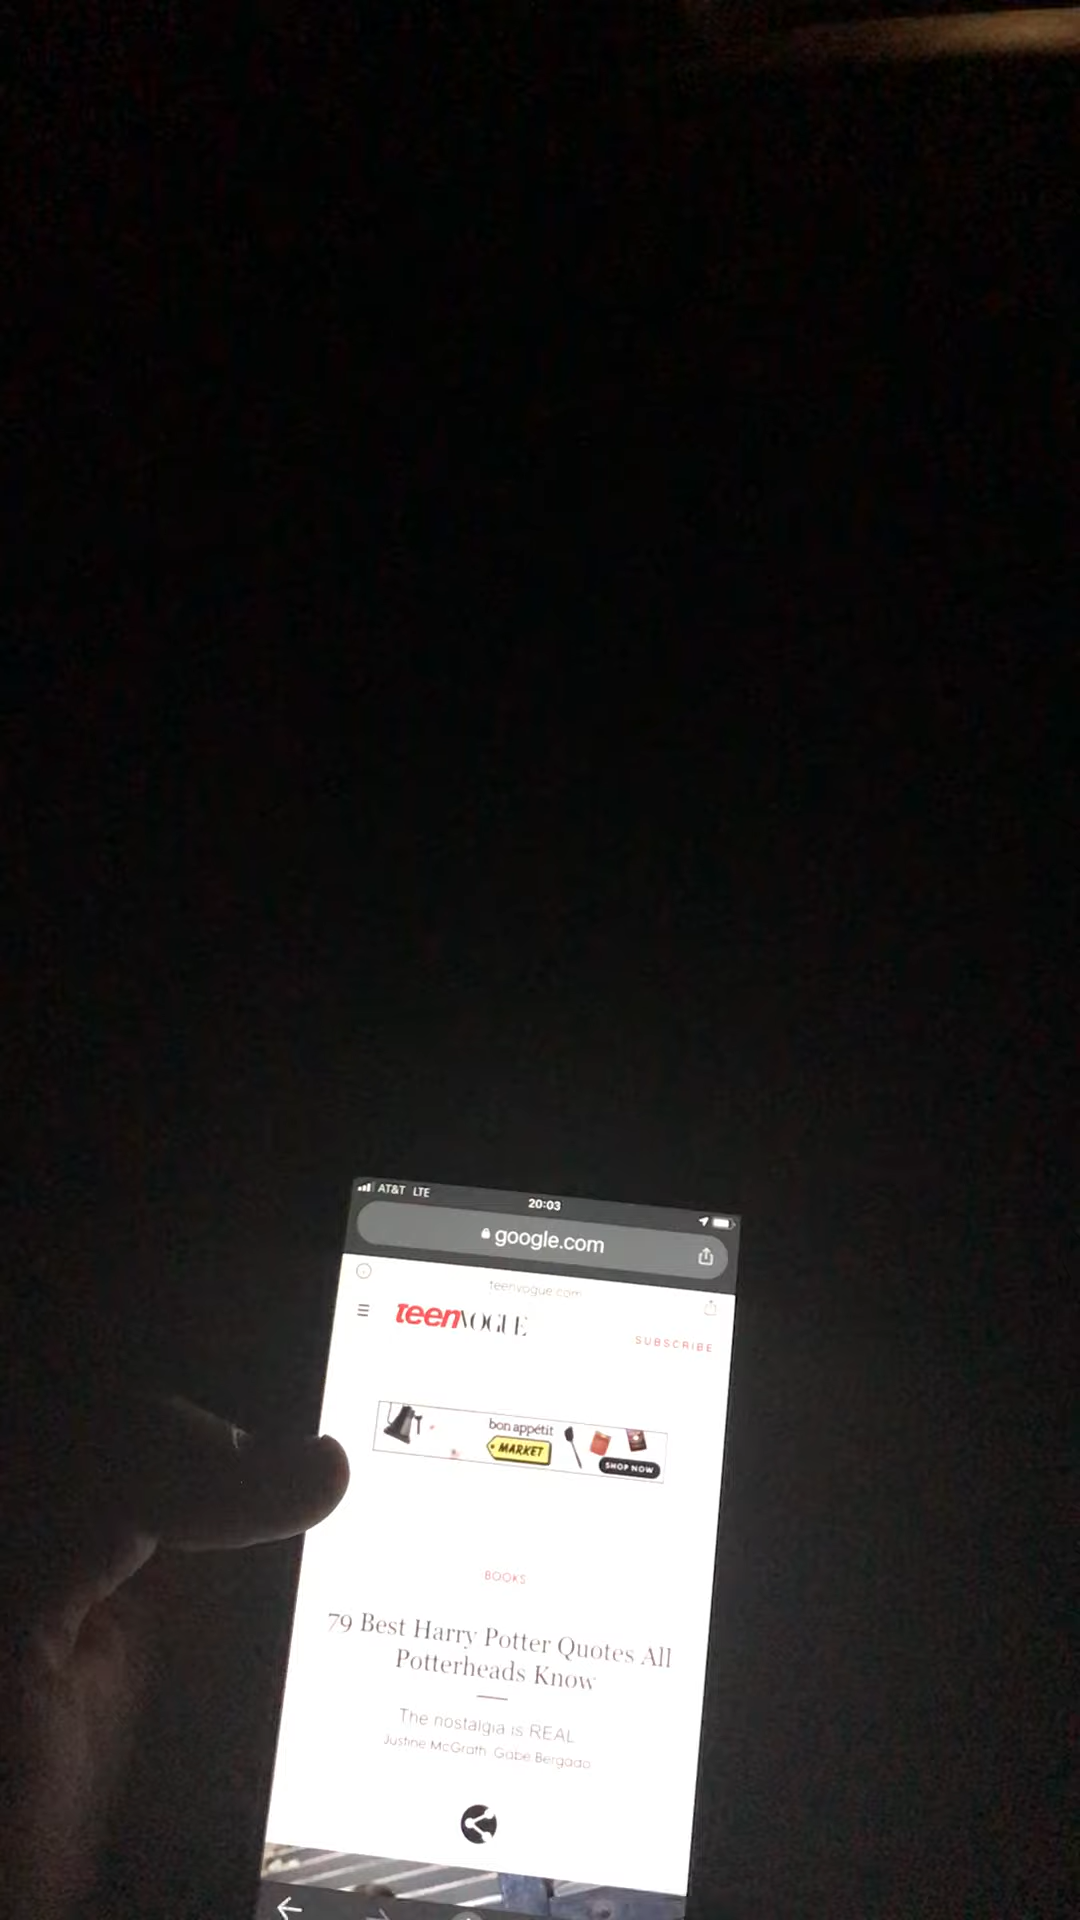 AT&T LTE
20:03
google.com
teenvogue.com
teenVOGUE
SUBSCRIBE
bon appétit
MARKET
SHOP NOW
BOOKS
79 Best Harry Potter Quotes All
Potterheads Know
The nostalgia is REAL
Justine McGrath Gabe Bergado